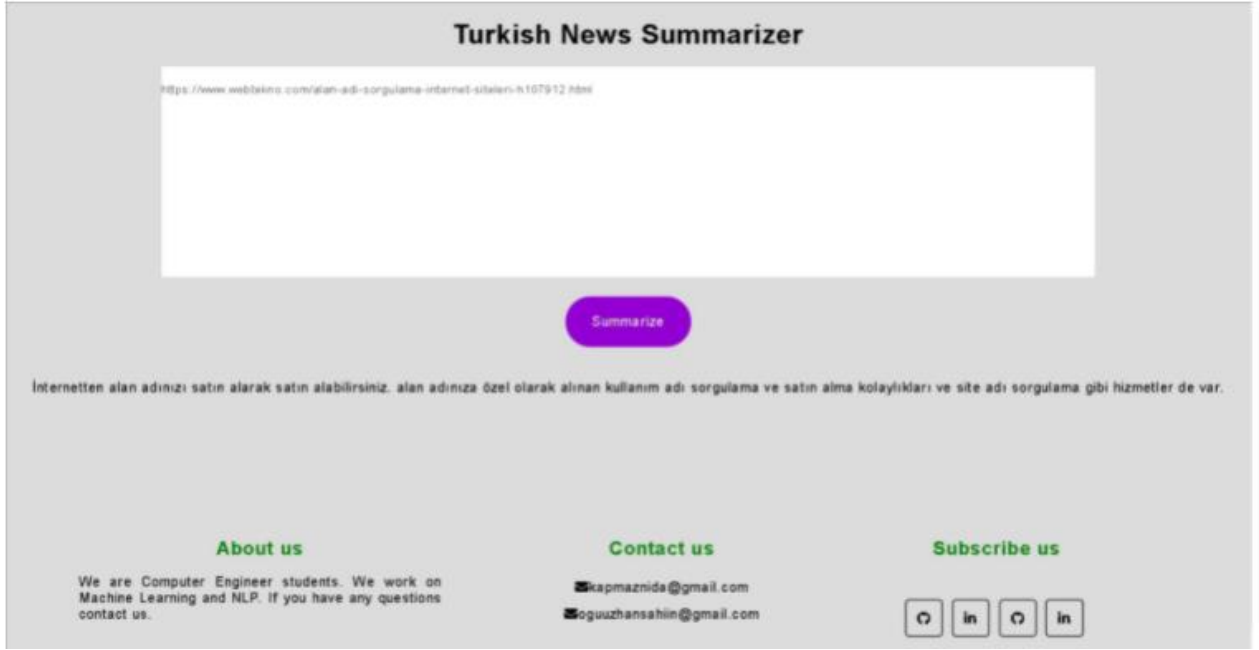 Turkish News Summarizer
https://www.webtekno.com/alan-adi-sorgulama-internet-siteleri-h107912.html
Summarize
İnternetten alan adınızı satın alarak satın alabilirsiniz. alan adınıza özel olarak alınan kullanım adı sorgulama ve satın alma kolaylıkları ve site adı sorgulama gibi hizmetler de var.
About us
We are Computer Engineer students. We work on
Machine Learning and NLP. If you have any questions
contact us.
Contact us
kapmaznida@gmail.com
oguuzhansahiin@gmail.com
Subscribe us
in
in